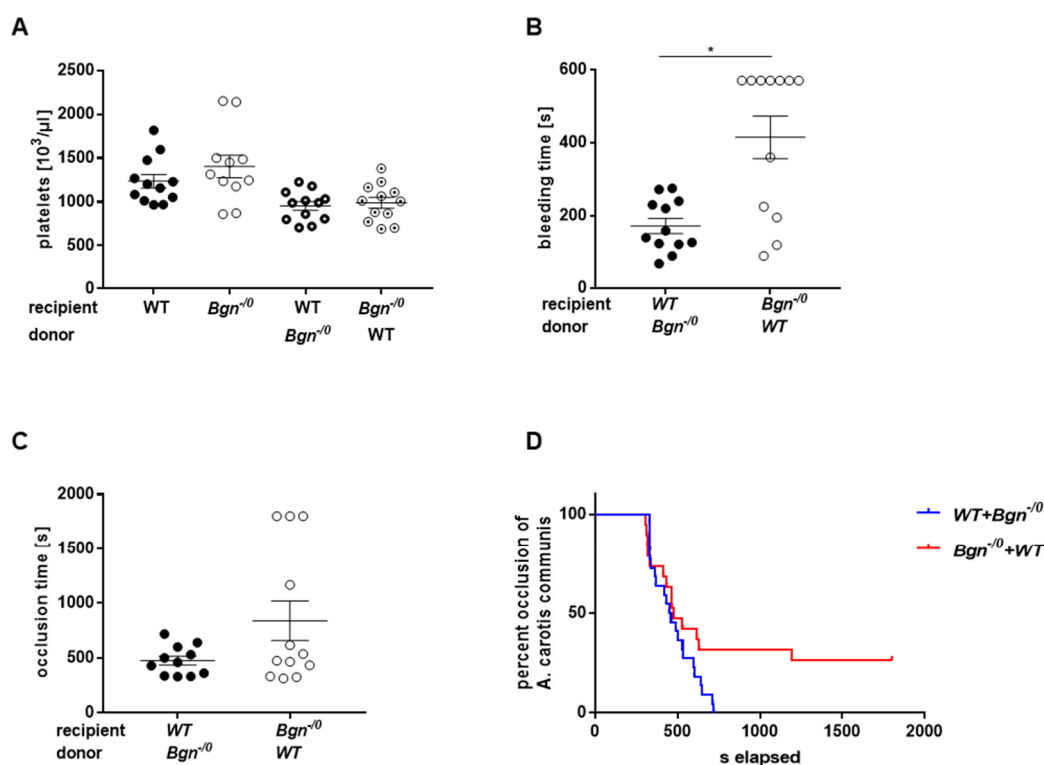 A
platelets [10³/µl]
2500
2000
1500
1000
500
0
recipient WT Bgn⁻/⁰ WT Bgn⁻/⁰
donor Bgn⁻/⁰ WT
B
*
bleeding time [s]
600
400
200
0
WT Bgn⁻/⁰
Bgn⁻/⁰ WT
C
occlusion time [s]
2000
1500
1000
500
0
recipient WT Bgn⁻/⁰
donor Bgn⁻/⁰ WT
D
percent occlusion of
A. carotis communis
100
50
0
0 500 1000 1500 2000
s elapsed
WT+Bgn⁻/⁰
Bgn⁻/⁰+WT